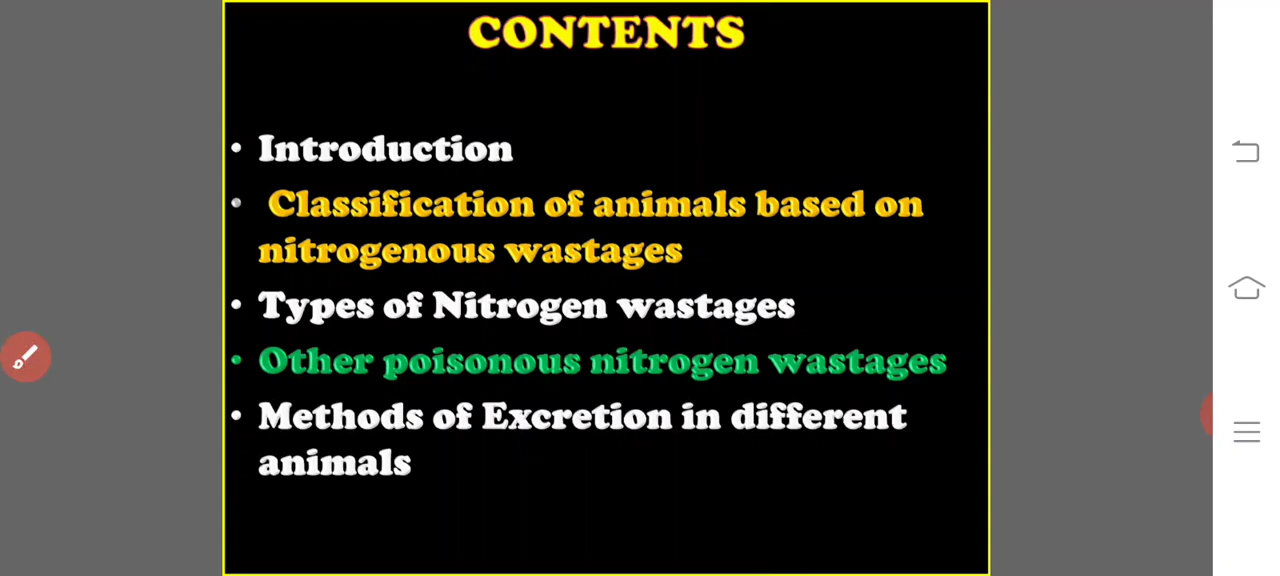 CONTENTS
• Introduction
• Classification of animals based on
nitrogenous wastages
• Types of Nitrogen wastages
• Other poisonous nitrogen wastages
• Methods of Excretion in different
animals